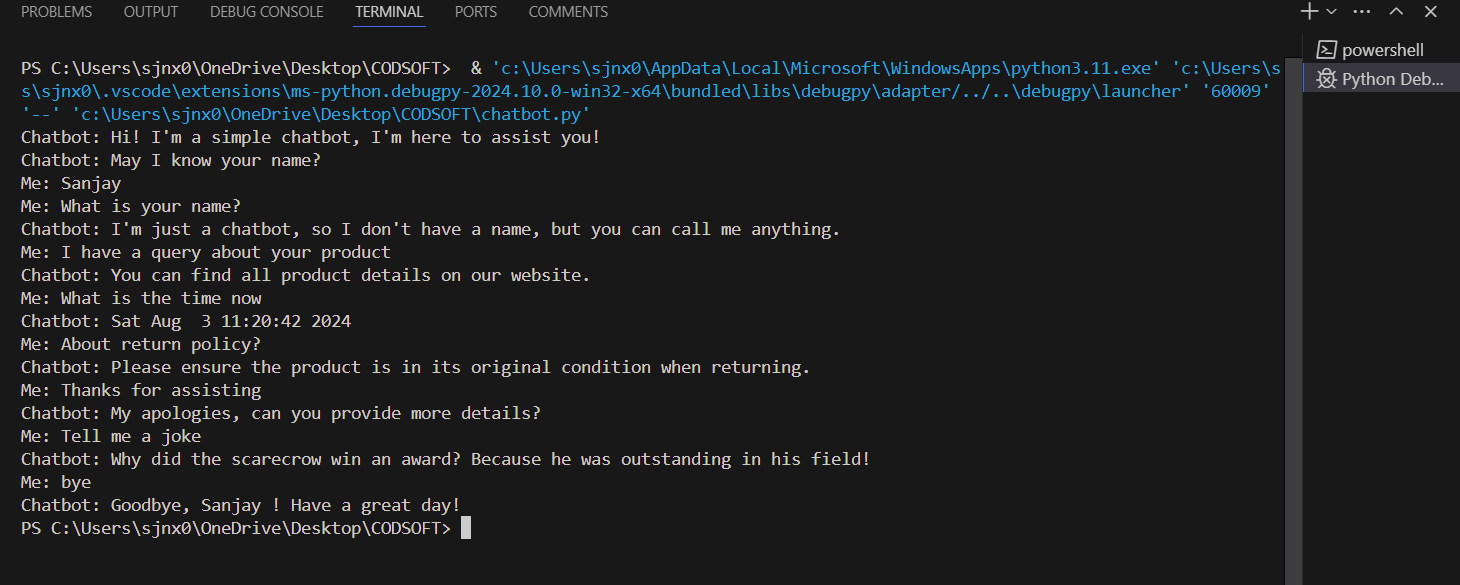 PROBLEMS OUTPUT DEBUG CONSOLE TERMINAL PORTS COMMENTS
powershell
Python Deb...
PS C:\Users\sjnx0\OneDrive\Desktop\CODSOFT>  & 'c:\Users\sjnx0\AppData\Local\Microsoft\WindowsApps\python3.11.exe' 'c:\Users\s
s\sjnx0\.vscode\extensions\ms-python.debugpy-2024.10.0-win32-x64\bundled\libs\debugpy\adapter/../..\debugpy\launcher' '60009'
'--' 'c:\Users\sjnx0\OneDrive\Desktop\CODSOFT\chatbot.py'
Chatbot: Hi! I'm a simple chatbot, I'm here to assist you!
Chatbot: May I know your name?
Me: Sanjay
Me: What is your name?
Chatbot: I'm just a chatbot, so I don't have a name, but you can call me anything.
Me: I have a query about your product
Chatbot: You can find all product details on our website.
Me: What is the time now
Chatbot: Sat Aug  3 11:20:42 2024
Me: About return policy?
Chatbot: Please ensure the product is in its original condition when returning.
Me: Thanks for assisting
Chatbot: My apologies, can you provide more details?
Me: Tell me a joke
Chatbot: Why did the scarecrow win an award? Because he was outstanding in his field!
Me: bye
Chatbot: Goodbye, Sanjay ! Have a great day!
PS C:\Users\sjnx0\OneDrive\Desktop\CODSOFT>